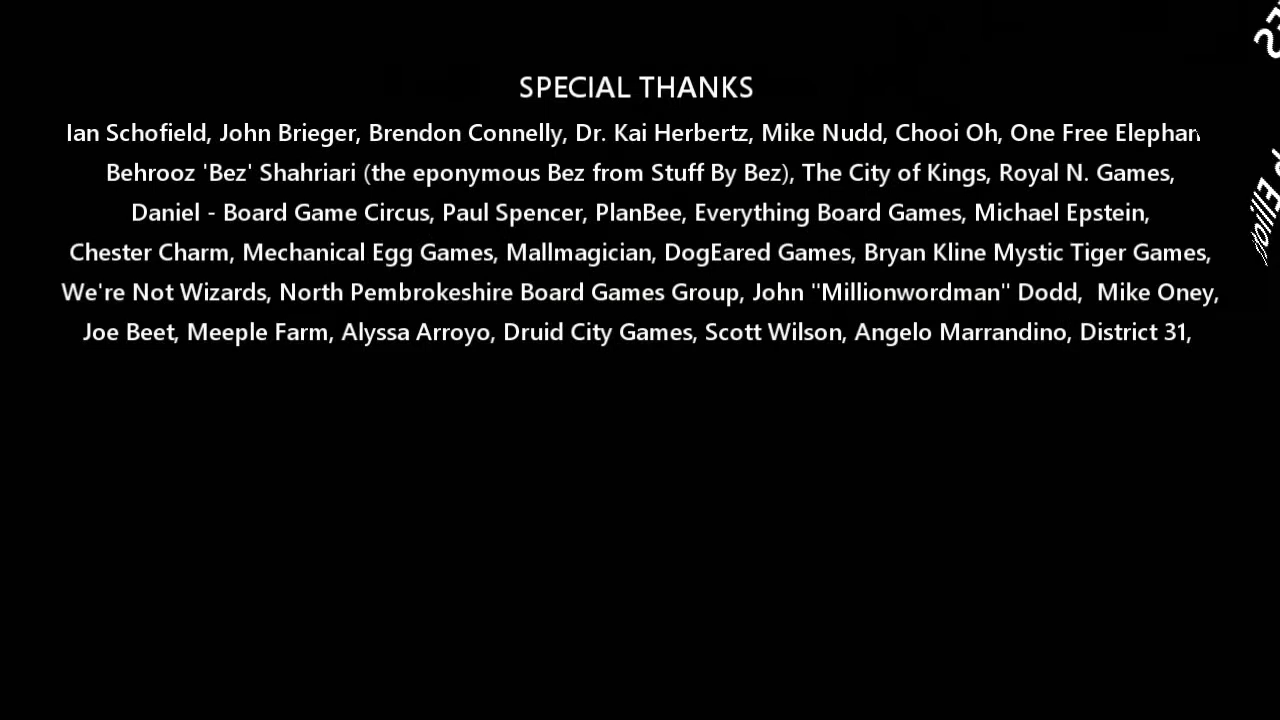 SPECIAL THANKS
Ian Schofield, John Brieger, Brendon Connelly, Dr. Kai Herbertz, Mike Nudd, Chooi Oh, One Free
Behrooz 'Bez' Shahriari (the eponymous Bez from Stuff By Bez), The City of Kings, Royal N. Games,
Daniel - Board Game Circus, Paul Spencer, PlanBee, Everything Board Games, Michael Epstein,
Chester Charm, Mechanical Egg Games, Mallmagician, DogEared Games, Bryan Kline Mystic Tiger Games,
We're Not Wizards, North Pembrokeshire Board Games Group, John "Millionwordman" Dodd,  Mike Oney,
Joe Beet, Meeple Farm, Alyssa Arroyo, Druid City Games, Scott Wilson, Angelo Marrandino, District 31,